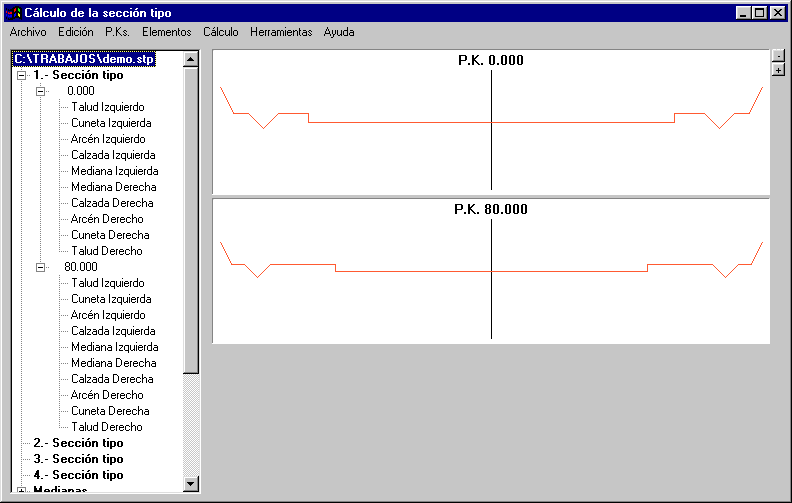 Cálculo de la sección tipo
Archivo Edición P.K.s. Elementos Cálculo Herramientas Ayuda
C:\TRABAJOS\demo.stp
1.- Sección tipo
0.000
Talud Izquierdo
Cuneta Izquierda
Arcén Izquierdo
Calzada Izquierda
Mediana Izquierda
Mediana Derecha
Calzada Derecha
Arcén Derecho
Cuneta Derecha
Talud Derecho
80.000
Talud Izquierdo
Cuneta Izquierda
Arcén Izquierdo
Calzada Izquierda
Mediana Izquierda
Mediana Derecha
Calzada Derecha
Arcén Derecho
Cuneta Derecha
Talud Derecho
2.- Sección tipo
3.- Sección tipo
4.- Sección tipo
Medianas
P.K. 0.000
P.K. 80.000